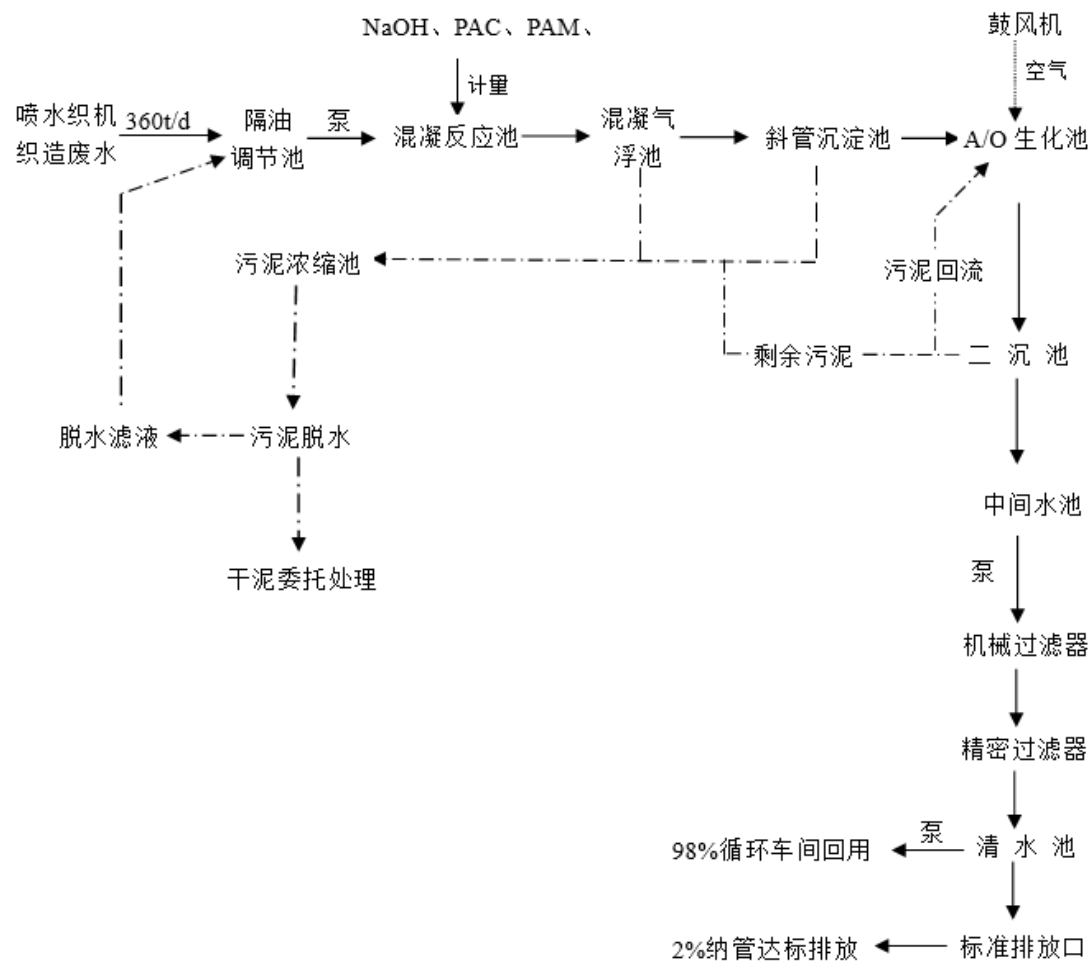 NaOH、PAC、PAM、
鼓风机
计量
空气
喷水织机
织造废水
360t/d
隔油
调节池
泵
混凝反应池
混凝气
浮池
斜管沉淀池
A/O 生化池
污泥浓缩池
污泥回流
剩余污泥
二 沉 池
脱水滤液
污泥脱水
中间水池
干泥委托处理
泵
机械过滤器
精密过滤器
98%循环车间回用
泵
清 水 池
2%纳管达标排放
标准排放口